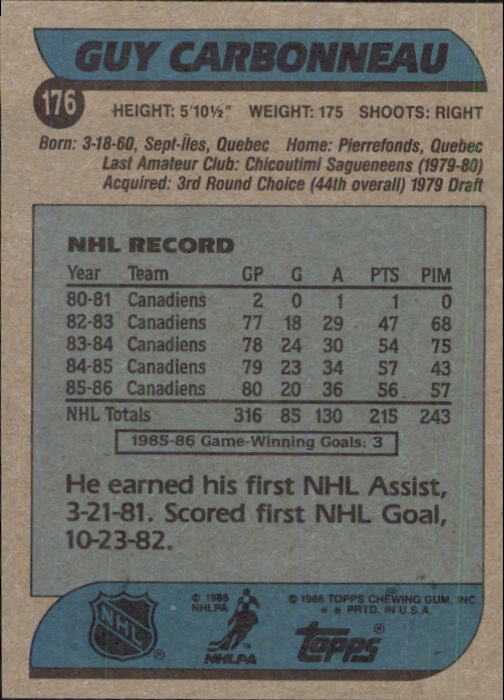 GUY CARBONNEAU
176
HEIGHT: 5'10½" WEIGHT: 175 SHOOTS: RIGHT
Born: 3-18-60, Sept-Îles, Quebec Home: Pierrefonds, Quebec
Last Amateur Club: Chicoutimi Sagueneens (1979-80)
Acquired: 3rd Round Choice (44th overall) 1979 Draft
NHL RECORD
Year Team GP G A PTS PIM
80-81 Canadiens 2 0 1 1 0
82-83 Canadiens 77 18 29 47 68
83-84 Canadiens 78 24 30 54 75
84-85 Canadiens 79 23 34 57 43
85-86 Canadiens 80 20 36 56 57
NHL Totals 316 85 130 215 243
1985-86 Game-Winning Goals: 3
He earned his first NHL Assist,
3-21-81. Scored first NHL Goal,
10-23-82.
© 1986 © 1986 TOPPS CHEWING GUM, INC.
NHLPA ✶ ✶ PRTD. IN U.S.A.
NHL ® NHLPA ™ topps ®